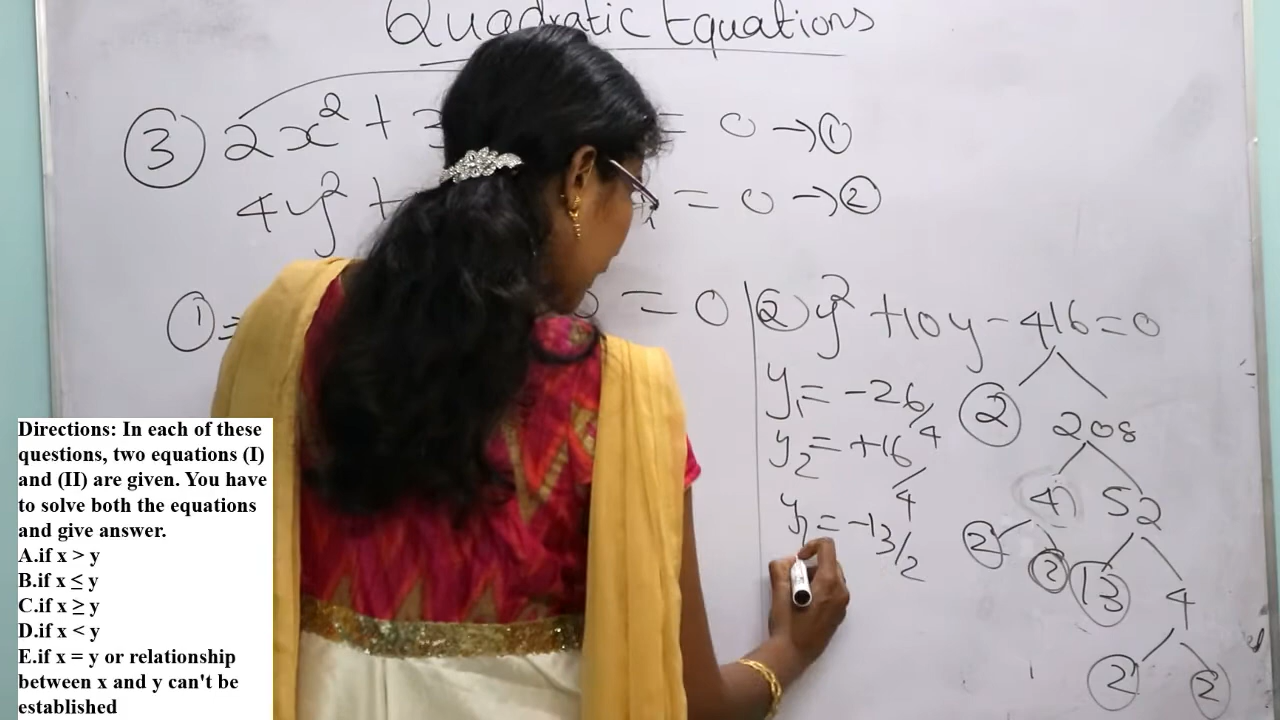 Quadratic Equations
③ 2x² + 3 = 0 → ①
4y² + = 0 → ②
① = 0 = 0
② y² + 10y - 416 = 0
y₁ = -26/4
y₂ = +16/4
y₁ = -13/2
2 208
4 52
2 2 13 4
2 2
Directions: In each of these
questions, two equations (I)
and (II) are given. You have
to solve both the equations
and give answer.
A.if x > y
B.if x ≤ y
C.if x ≥ y
D.if x < y
E.if x = y or relationship
between x and y can't be
established